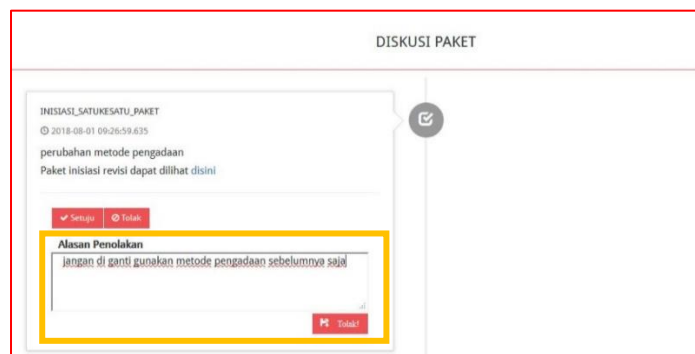 DISKUSI PAKET
INISIASI_SATUKESATU_PAKET
2018-08-01 09:26:59.635
perubahan metode pengadaan
Paket inisiasi revisi dapat dilihat disini
Setuju Tolak
Alasan Penolakan
jangan di ganti gunakan metode pengadaan sebelumnya saja
Tolak!